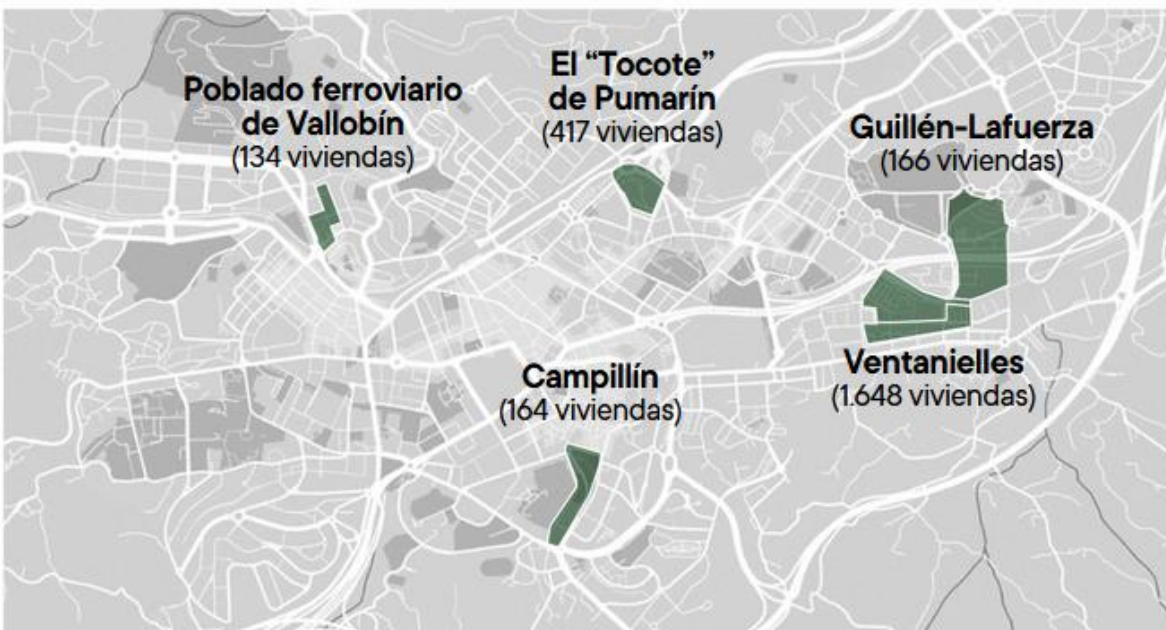 Poblado ferroviario
de Vallobín
(134 viviendas)
El “Tocote”
de Pumarín
(417 viviendas)
Guillén-Lafuerza
(166 viviendas)
Campillín
(164 viviendas)
Ventanielles
(1.648 viviendas)